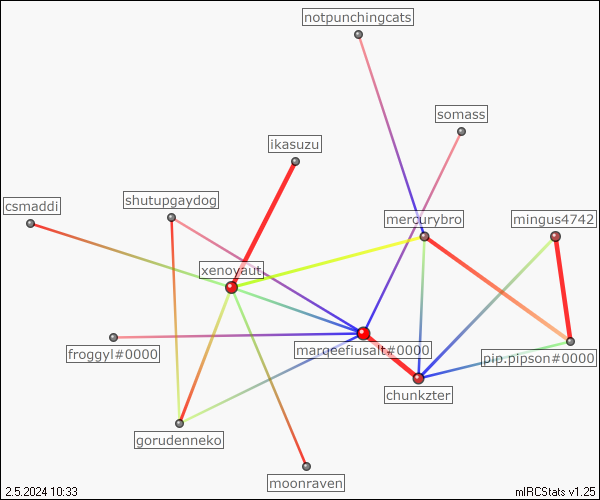 notpunchingcats
somass
ikasuzu
shutupgaydog
csmaddi
mercurybro
mingus4742
xenoyaut
marqeefiusalt#0000
froggyl#0000
pip.pipson#0000
chunkzter
gorudenneko
moonraven
2.5.2024 10:33
mIRCStats v1.25